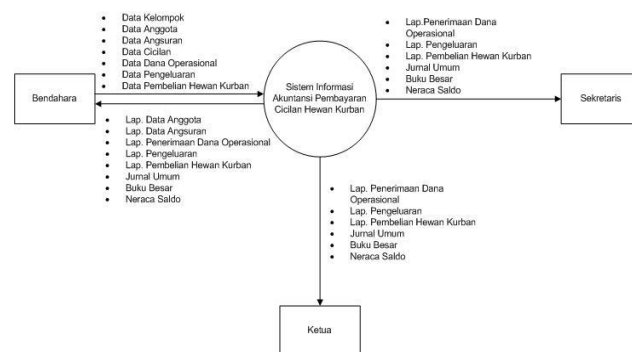 Data Kelompok
Data Anggota
Data Angsuran
Data Cicilan
Data Dana Operasional
Data Pengeluaran
Data Pembelian Hewan Kurban
Bendahara
Lap. Data Anggota
Lap. Data Angsuran
Lap. Penerimaan Dana Operasional
Lap. Pengeluaran
Lap. Pembelian Hewan Kurban
Jurnal Umum
Buku Besar
Neraca Saldo
Sistem Informasi
Akuntansi Pembayaran
Cicilan Hewan Kurban
Lap.Penerimaan Dana
Operasional
Lap. Pengeluaran
Lap. Pembelian Hewan Kurban
Jurnal Umum
Buku Besar
Neraca Saldo
Sekretaris
Lap. Penerimaan Dana
Operasional
Lap. Pengeluaran
Lap. Pembelian Hewan Kurban
Jurnal Umum
Buku Besar
Neraca Saldo
Ketua